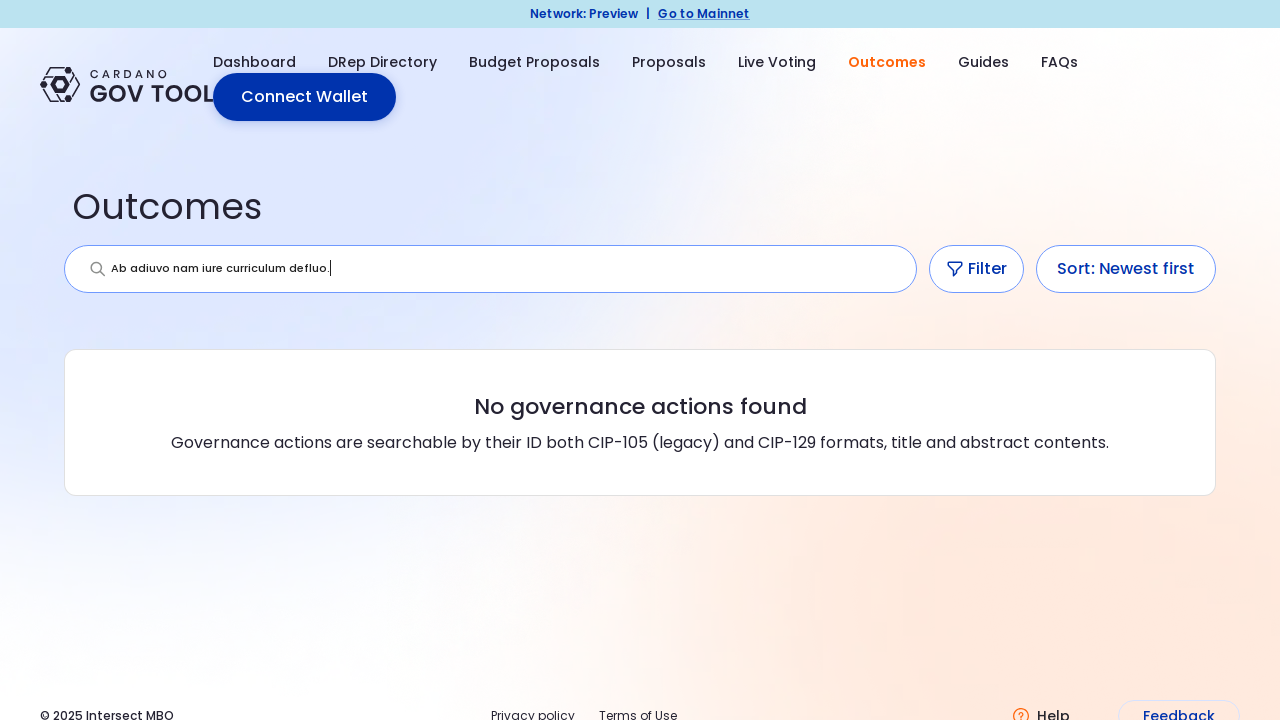 Network: Preview | Go to Mainnet
CARDANO
GOV TOOL
Dashboard DRep Directory Budget Proposals Proposals Live Voting Outcomes Guides FAQs
Connect Wallet
Outcomes
Ab adiuvo nam iure curriculum defluo.
Filter
Sort: Newest first
No governance actions found
Governance actions are searchable by their ID both CIP-105 (legacy) and CIP-129 formats, title and abstract contents.
© 2025 Intersect MBO Privacy policy Terms of Use Help Feedback